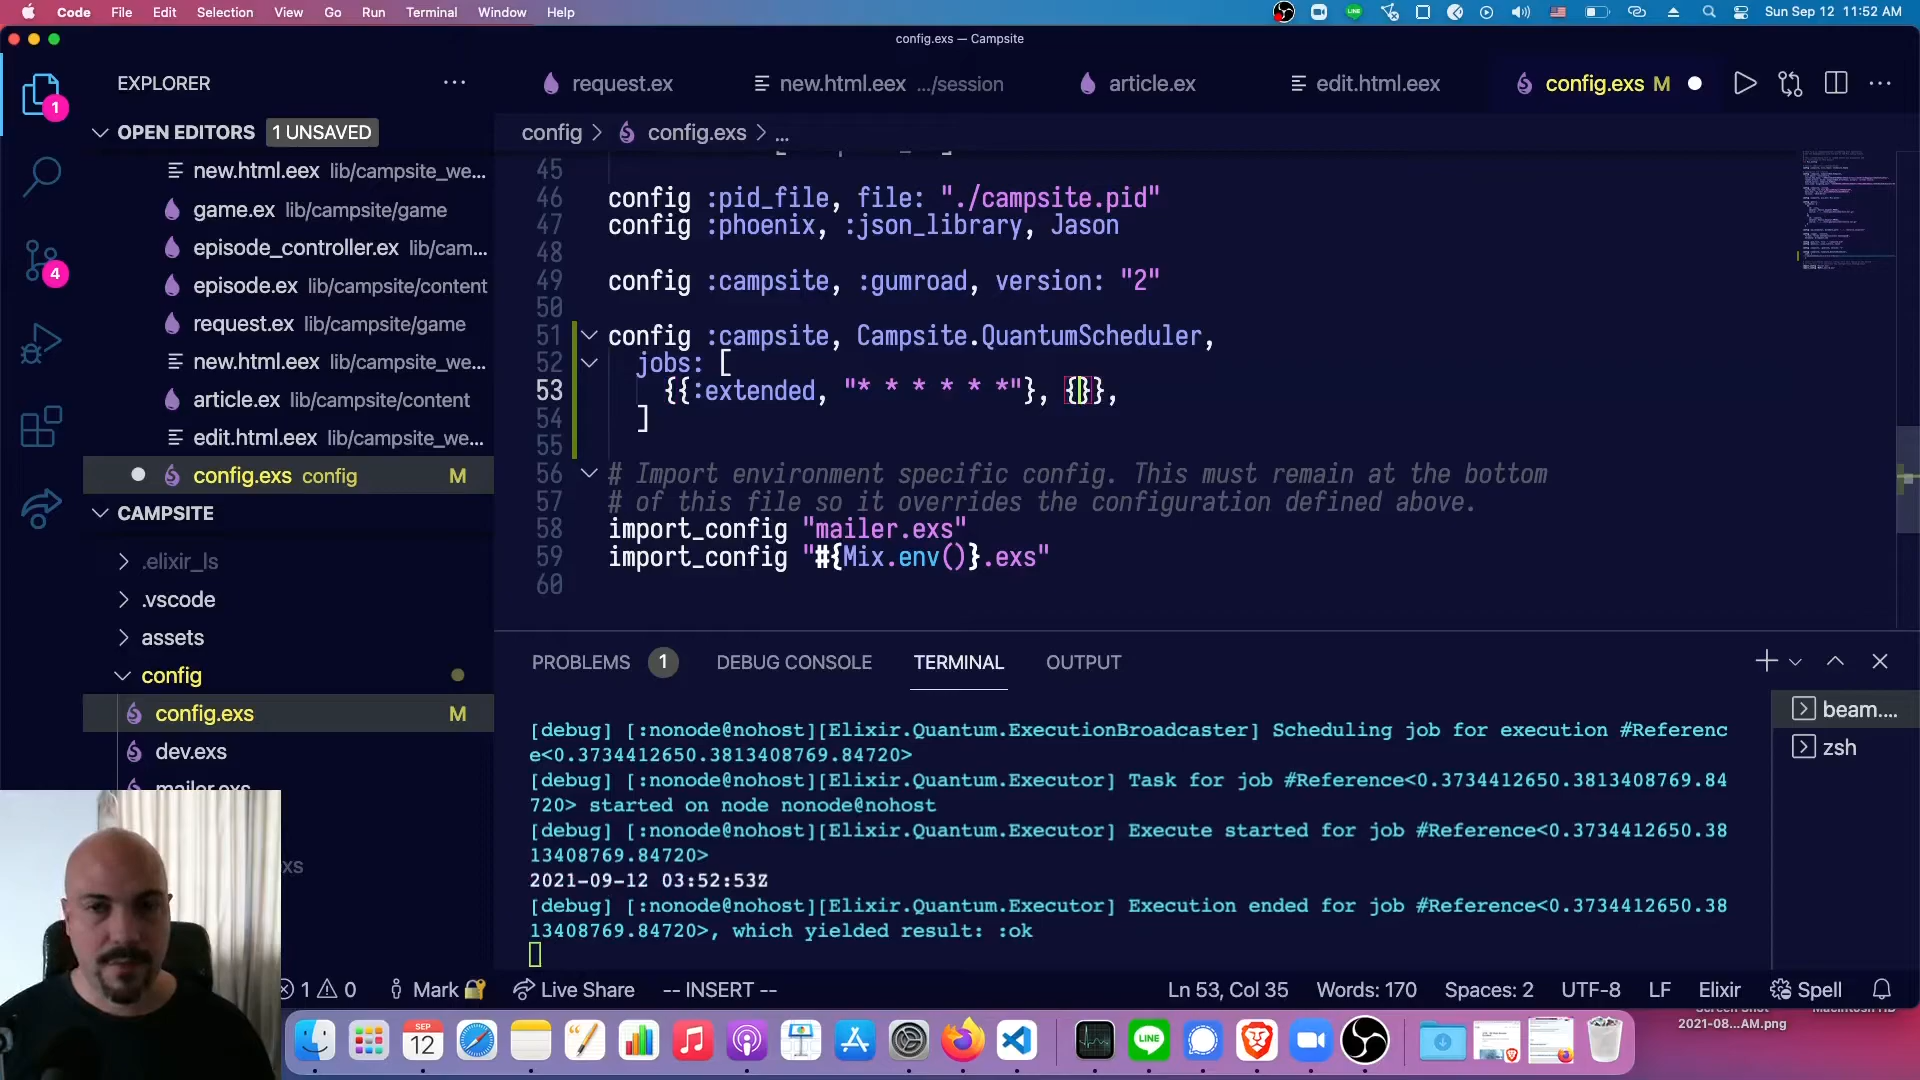 Code File Edit Selection View Go Run Terminal Window Help
Sun Sep 12 11:52 AM
config.exs — Campsite
EXPLORER
request.ex
new.html.eex .../session
article.ex
edit.html.eex
config.exs M
OPEN EDITORS 1 UNSAVED
new.html.eex lib/campsite_we...
game.ex lib/campsite/game
episode_controller.ex lib/cam...
episode.ex lib/campsite/content
request.ex lib/campsite/game
new.html.eex lib/campsite_we...
article.ex lib/campsite/content
edit.html.eex lib/campsite_we...
config.exs config M
1
4
CAMPSITE
.elixir_ls
.vscode
assets
config
config.exs M
dev.exs
mailer.exs
xs
config > config.exs > ...
45
46 config :pid_file, file: "./campsite.pid"
47 config :phoenix, :json_library, Jason
48
49 config :campsite, :gumroad, version: "2"
50
51 config :campsite, Campsite.QuantumScheduler,
52 jobs: [
53 {{:extended, "* * * * * *"}, {}},
54 ]
55
56 # Import environment specific config. This must remain at the bottom
57 # of this file so it overrides the configuration defined above.
58 import_config "mailer.exs"
59 import_config "#{Mix.env()}.exs"
60
PROBLEMS 1 DEBUG CONSOLE TERMINAL OUTPUT
beam....
zsh
[debug] [:nonode@nohost][Elixir.Quantum.ExecutionBroadcaster] Scheduling job for execution #Referenc
e<0.3734412650.3813408769.84720>
[debug] [:nonode@nohost][Elixir.Quantum.Executor] Task for job #Reference<0.3734412650.3813408769.84
720> started on node nonode@nohost
[debug] [:nonode@nohost][Elixir.Quantum.Executor] Execute started for job #Reference<0.3734412650.38
13408769.84720>
2021-09-12 03:52:53Z
[debug] [:nonode@nohost][Elixir.Quantum.Executor] Execution ended for job #Reference<0.3734412650.38
13408769.84720>, which yielded result: :ok
1 0 Mark Live Share -- INSERT -- Ln 53, Col 35 Words: 170 Spaces: 2 UTF-8 LF Elixir Spell
2021-08...AM.png
SEP
12
LINE